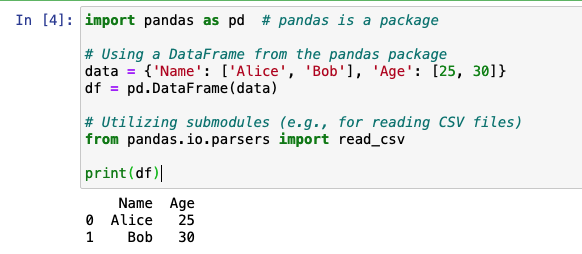 In [4]: import pandas as pd  # pandas is a package

# Using a DataFrame from the pandas package
data = {'Name': ['Alice', 'Bob'], 'Age': [25, 30]}
df = pd.DataFrame(data)

# Utilizing submodules (e.g., for reading CSV files)
from pandas.io.parsers import read_csv

print(df)

    Name  Age
0  Alice   25
1    Bob   30